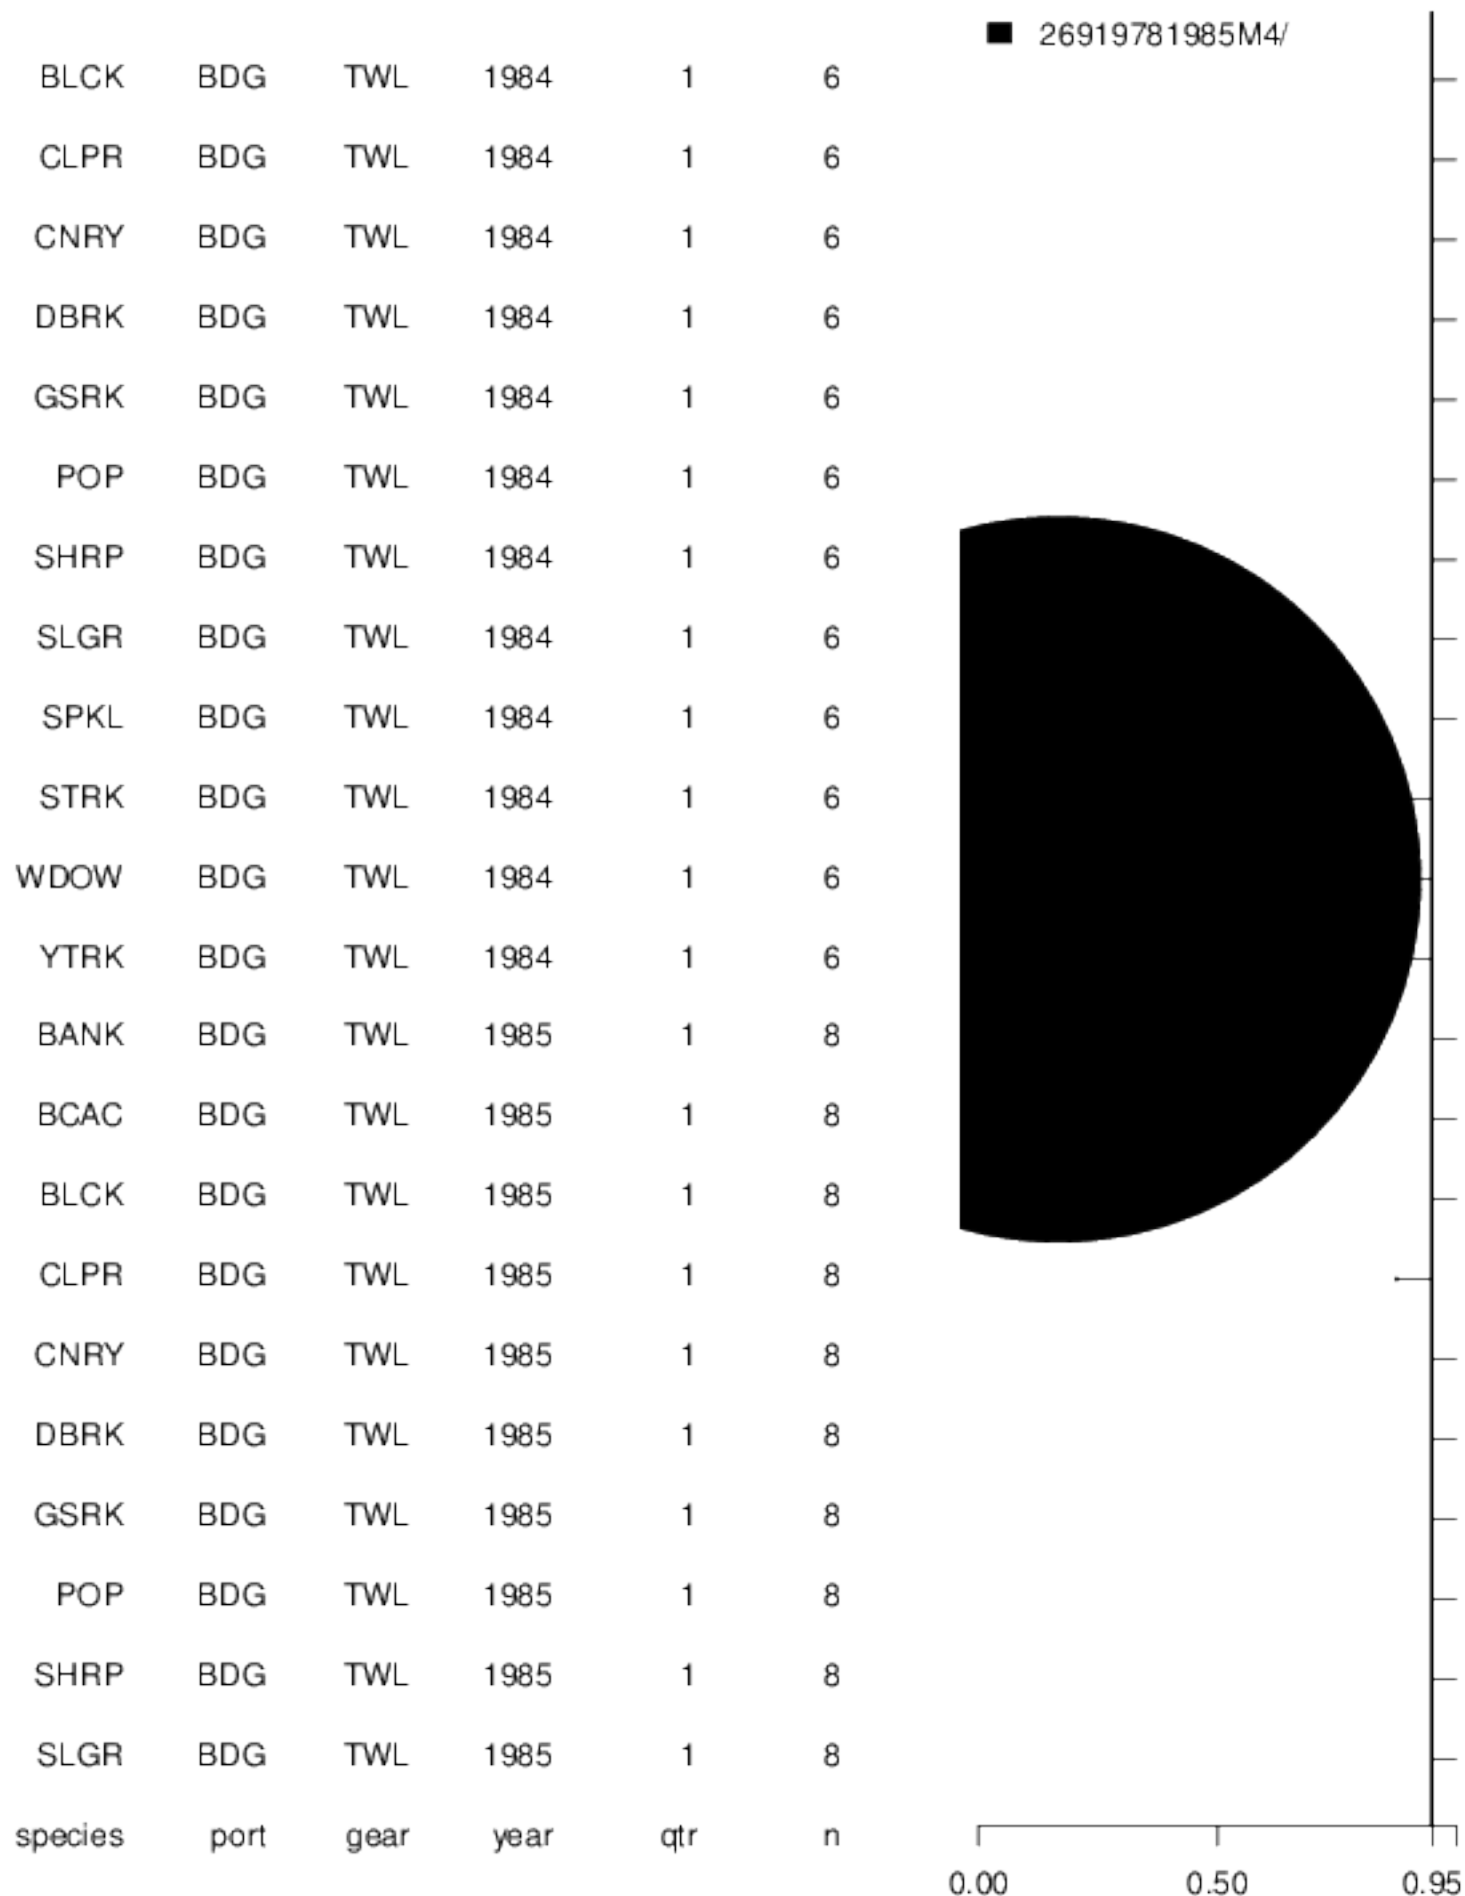 26919781985M4/
BLCK BDG TWL 1984 1 6
CLPR BDG TWL 1984 1 6
CNRY BDG TWL 1984 1 6
DBRK BDG TWL 1984 1 6
GSRK BDG TWL 1984 1 6
POP BDG TWL 1984 1 6
SHRP BDG TWL 1984 1 6
SLGR BDG TWL 1984 1 6
SPKL BDG TWL 1984 1 6
STRK BDG TWL 1984 1 6
WDOW BDG TWL 1984 1 6
YTRK BDG TWL 1984 1 6
BANK BDG TWL 1985 1 8
BCAC BDG TWL 1985 1 8
BLCK BDG TWL 1985 1 8
CLPR BDG TWL 1985 1 8
CNRY BDG TWL 1985 1 8
DBRK BDG TWL 1985 1 8
GSRK BDG TWL 1985 1 8
POP BDG TWL 1985 1 8
SHRP BDG TWL 1985 1 8
SLGR BDG TWL 1985 1 8
species port gear year qtr n
0.00 0.50 0.95